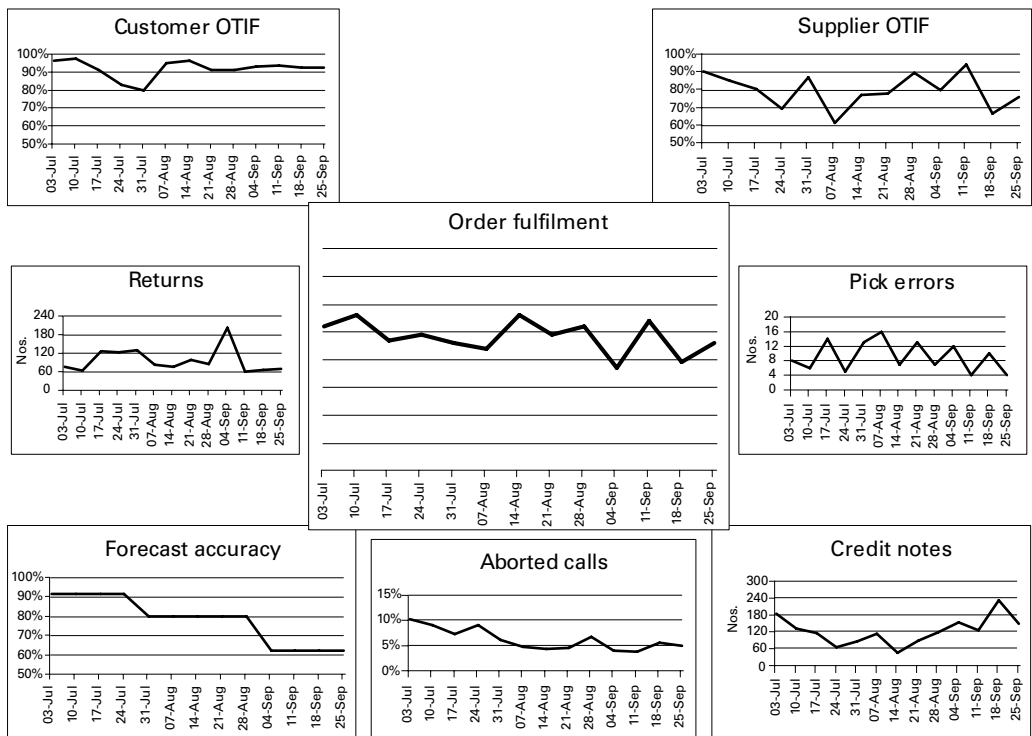 Customer OTIF
100%
90%
80%
70%
60%
50%
03-Jul
10-Jul
17-Jul
24-Jul
31-Jul
07-Aug
14-Aug
21-Aug
28-Aug
04-Sep
11-Sep
18-Sep
25-Sep
Supplier OTIF
100%
90%
80%
70%
60%
50%
03-Jul
10-Jul
17-Jul
24-Jul
31-Jul
07-Aug
14-Aug
21-Aug
28-Aug
04-Sep
11-Sep
18-Sep
25-Sep
Order fulfilment
03-Jul
10-Jul
17-Jul
24-Jul
31-Jul
07-Aug
14-Aug
21-Aug
28-Aug
04-Sep
11-Sep
18-Sep
25-Sep
Returns
Nos.
240
180
120
60
0
03-Jul
10-Jul
17-Jul
24-Jul
31-Jul
07-Aug
14-Aug
21-Aug
28-Aug
04-Sep
11-Sep
18-Sep
25-Sep
Pick errors
Nos.
20
16
12
8
4
0
03-Jul
10-Jul
17-Jul
24-Jul
31-Jul
07-Aug
14-Aug
21-Aug
28-Aug
04-Sep
11-Sep
18-Sep
25-Sep
Forecast accuracy
100%
90%
80%
70%
60%
50%
03-Jul
10-Jul
17-Jul
24-Jul
31-Jul
07-Aug
14-Aug
21-Aug
28-Aug
04-Sep
11-Sep
18-Sep
25-Sep
Aborted calls
15%
10%
5%
0%
03-Jul
10-Jul
17-Jul
24-Jul
31-Jul
07-Aug
14-Aug
21-Aug
28-Aug
04-Sep
11-Sep
18-Sep
25-Sep
Credit notes
Nos.
300
240
180
120
60
0
03-Jul
10-Jul
17-Jul
24-Jul
31-Jul
07-Aug
14-Aug
21-Aug
28-Aug
04-Sep
11-Sep
18-Sep
25-Sep